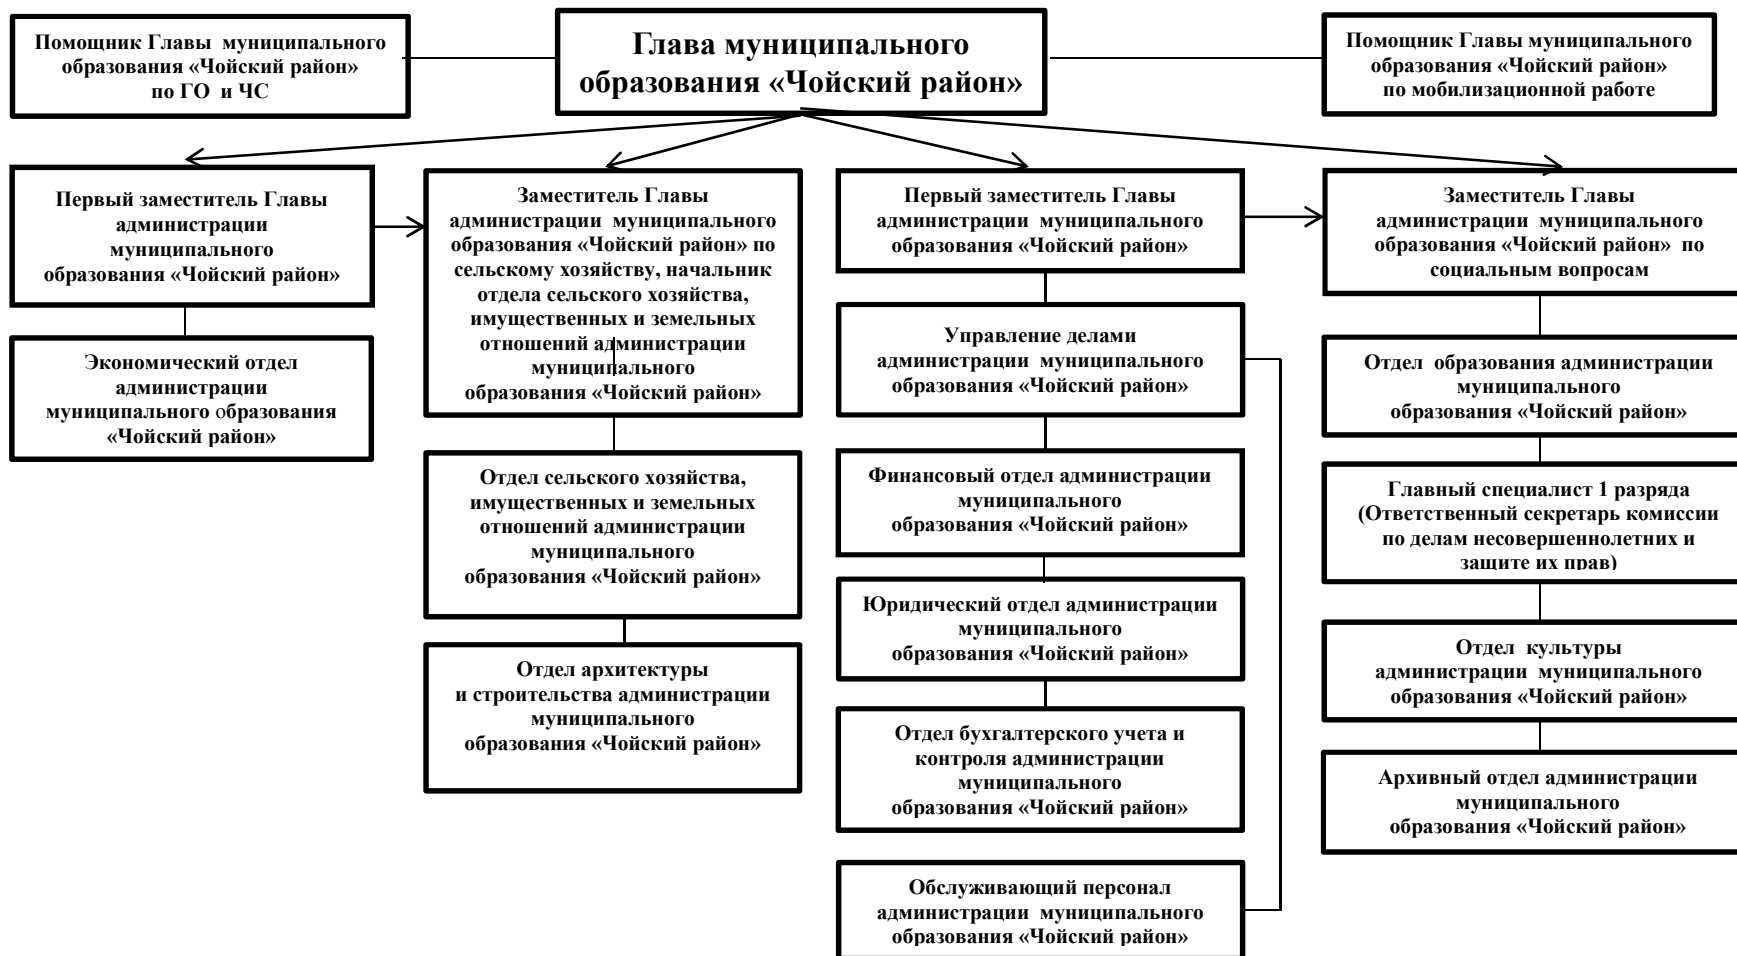 Помощник Главы муниципального
образования «Чойский район»
по ГО и ЧС
Глава муниципального
образования «Чойский район»
Помощник Главы муниципального
образования «Чойский район»
по мобилизационной работе
Первый заместитель Главы
администрации
муниципального
образования «Чойский район»
Экономический отдел
администрации
муниципального образования
«Чойский район»
Заместитель Главы
администрации муниципального
образования «Чойский район» по
сельскому хозяйству, начальник
отдела сельского хозяйства,
имущественных и земельных
отношений администрации
муниципального
образования «Чойский район»
Отдел сельского хозяйства,
имущественных и земельных
отношений администрации
муниципального
образования «Чойский район»
Отдел архитектуры
и строительства администрации
муниципального
образования «Чойский район»
Первый заместитель Главы
администрации муниципального
образования «Чойский район»
Управление делами
администрации муниципального
образования «Чойский район»
Финансовый отдел администрации
муниципального
образования «Чойский район»
Юридический отдел администрации
муниципального
образования «Чойский район»
Отдел бухгалтерского учета и
контроля администрации
муниципального
образования «Чойский район»
Обслуживающий персонал
администрации муниципального
образования «Чойский район»
Заместитель Главы
администрации муниципального
образования «Чойский район» по
социальным вопросам
Отдел образования администрации
муниципального
образования «Чойский район»
Главный специалист 1 разряда
(Ответственный секретарь комиссии
по делам несовершеннолетних и
защите их прав)
Отдел культуры
администрации муниципального
образования «Чойский район»
Архивный отдел администрации
муниципального
образования «Чойский район»